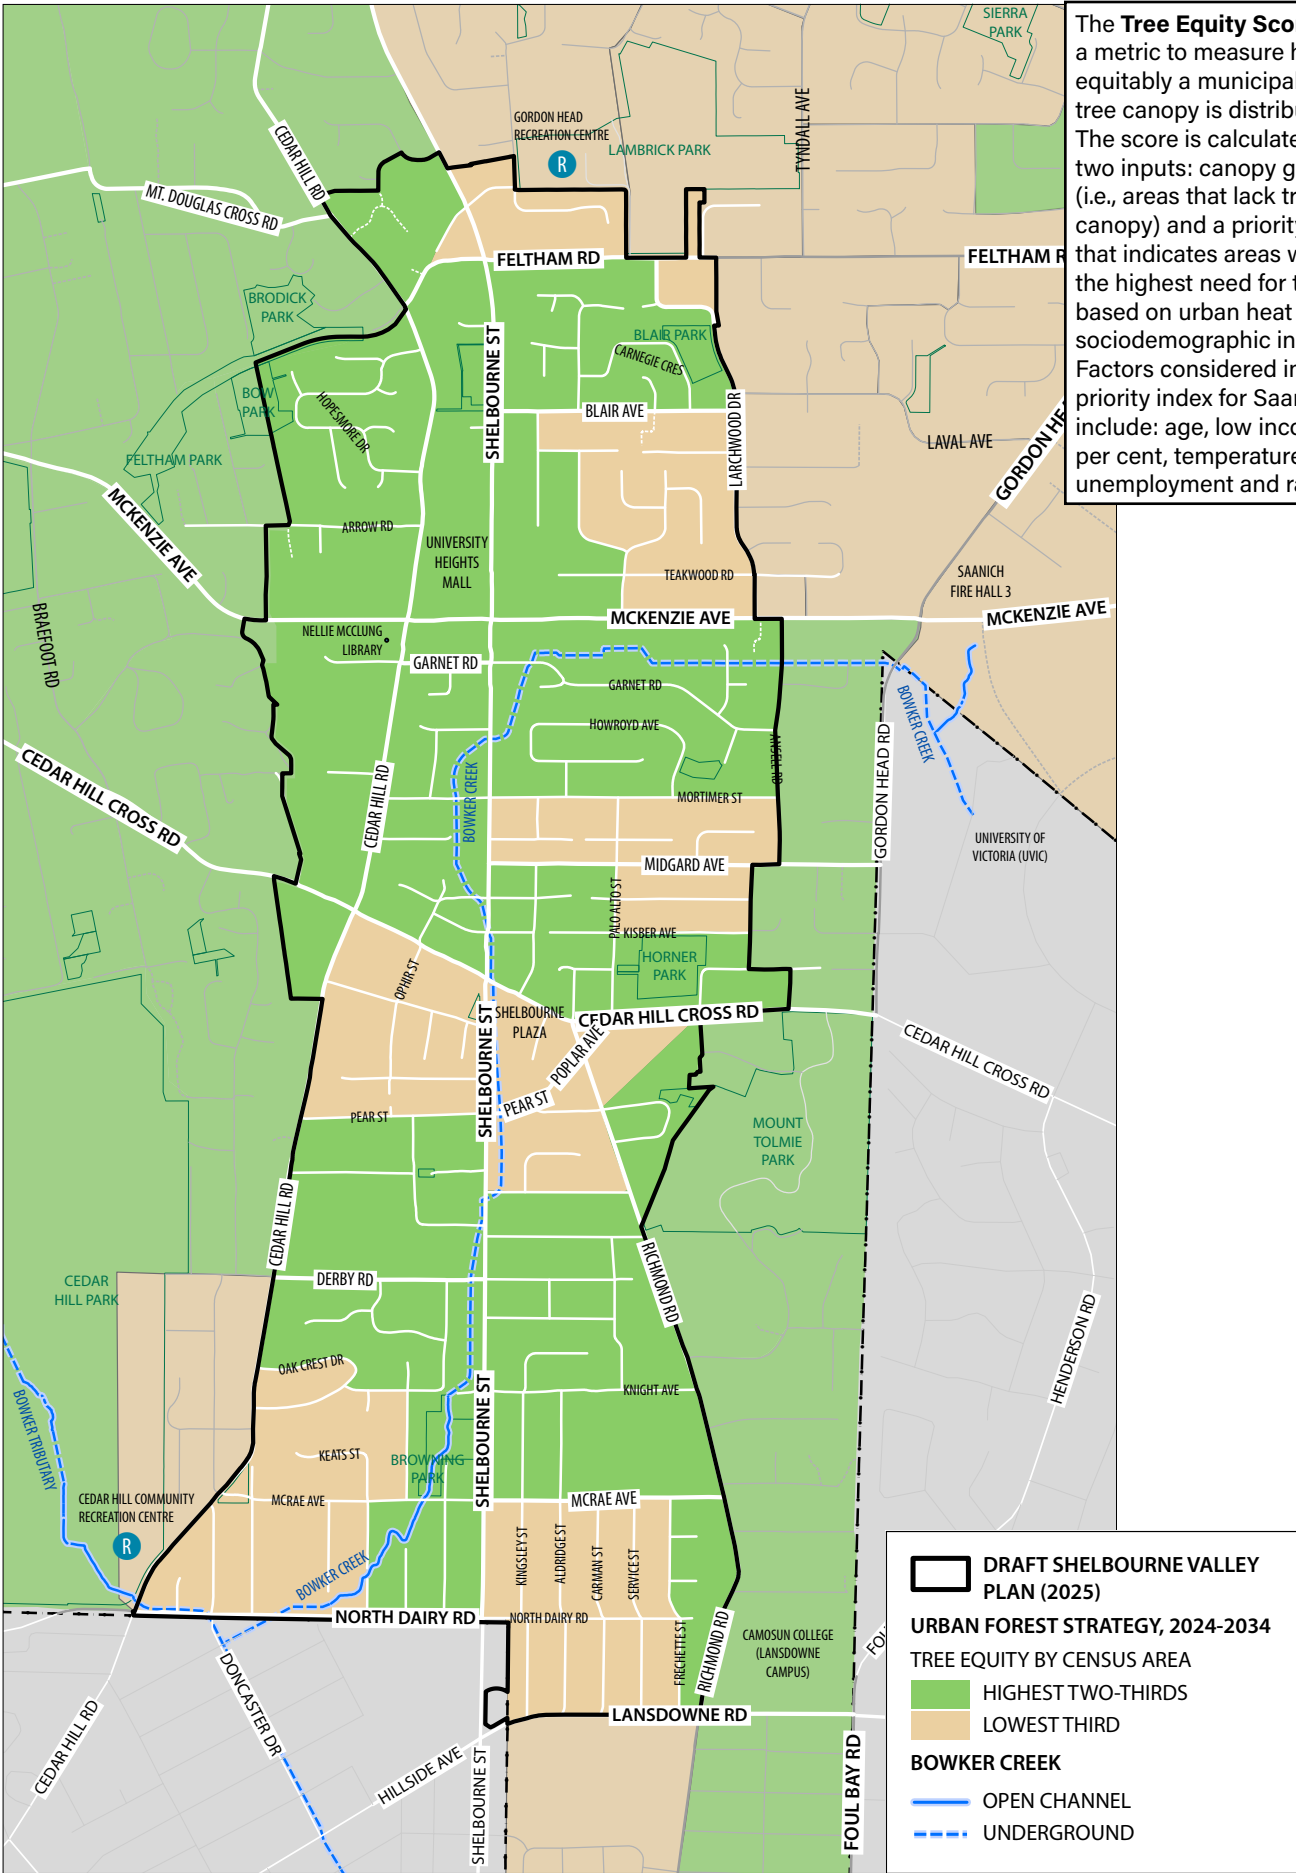 SIERRA
PARK
The Tree Equity
a metric to measure
equitably a municipal
tree canopy is
The score is
two inputs: canopy
(i.e., areas that lack
canopy) and a priority
that indicates areas
the highest need for
based on urban heat
sociodemographic
Factors considered
priority index for
include: age, low
per cent, temperature
unemployment and
GORDON HEAD
RECREATION CENTRE
R
LAMBRICK PARK
TYNDALL AVE
CEDAR HILL RD
MT. DOUGLAS CROSS RD
FELTHAM RD
FELTHAM
BRODICK
PARK
SHELBOURNE ST
BLAIR PARK
CARNEGIE CRES
BOW
PARK
HOPESMORE DR
BLAIR AVE
LARCHWOOD DR
LAVAL AVE
GORDON
FELTHAM PARK
MCKENZIE AVE
ARROW RD
UNIVERSITY
HEIGHTS
MALL
TEAKWOOD RD
SAANICH
FIRE HALL 3
MCKENZIE AVE
MCKENZIE AVE
BRAEFOOT RD
NELLIE MCCLUNG
LIBRARY
GARNET RD
GARNET RD
BOWKER CREEK
HOWROYD AVE
ANSELL RD
GORDON HEAD RD
CEDAR HILL CROSS RD
CEDAR HILL RD
BOWKER CREEK
MORTIMER ST
UNIVERSITY OF
VICTORIA (UVIC)
MIDGARD AVE
PALO ALTO ST
KISBER AVE
HORNER
PARK
OPHIR ST
SHELBOURNE
PLAZA
SHELBOURNE ST
CEDAR HILL CROSS RD
POPLAR AVE
CEDAR HILL CROSS RD
PEAR ST
PEAR ST
MOUNT
TOLMIE
PARK
CEDAR HILL RD
RICHMOND RD
DERBY RD
CEDAR
HILL PARK
HENDERSON RD
OAK CREST DR
KNIGHT AVE
SHELBOURNE ST
BOWKER TRIBUTARY
KEATS ST
BROWNING
PARK
CEDAR HILL COMMUNITY
RECREATION CENTRE
R
MCRAE AVE
MCRAE AVE
KINGSLEY ST
ALDRIDGE ST
CARMAN ST
SERVICE ST
BOWKER CREEK
NORTH DAIRY RD
NORTH DAIRY RD
FRECHETTE ST
RICHMOND RD
CAMOSUN COLLEGE
(LANSDOWNE
CAMPUS)
DONCASTER DR
LANSDOWNE RD
CEDAR HILL RD
HILLSIDE AVE
SHELBOURNE ST
FOUL BAY RD
DRAFT SHELBOURNE VALLEY
PLAN (2025)
URBAN FOREST STRATEGY, 2024-2034
TREE EQUITY BY CENSUS AREA
HIGHEST TWO-THIRDS
LOWEST THIRD
BOWKER CREEK
OPEN CHANNEL
UNDERGROUND